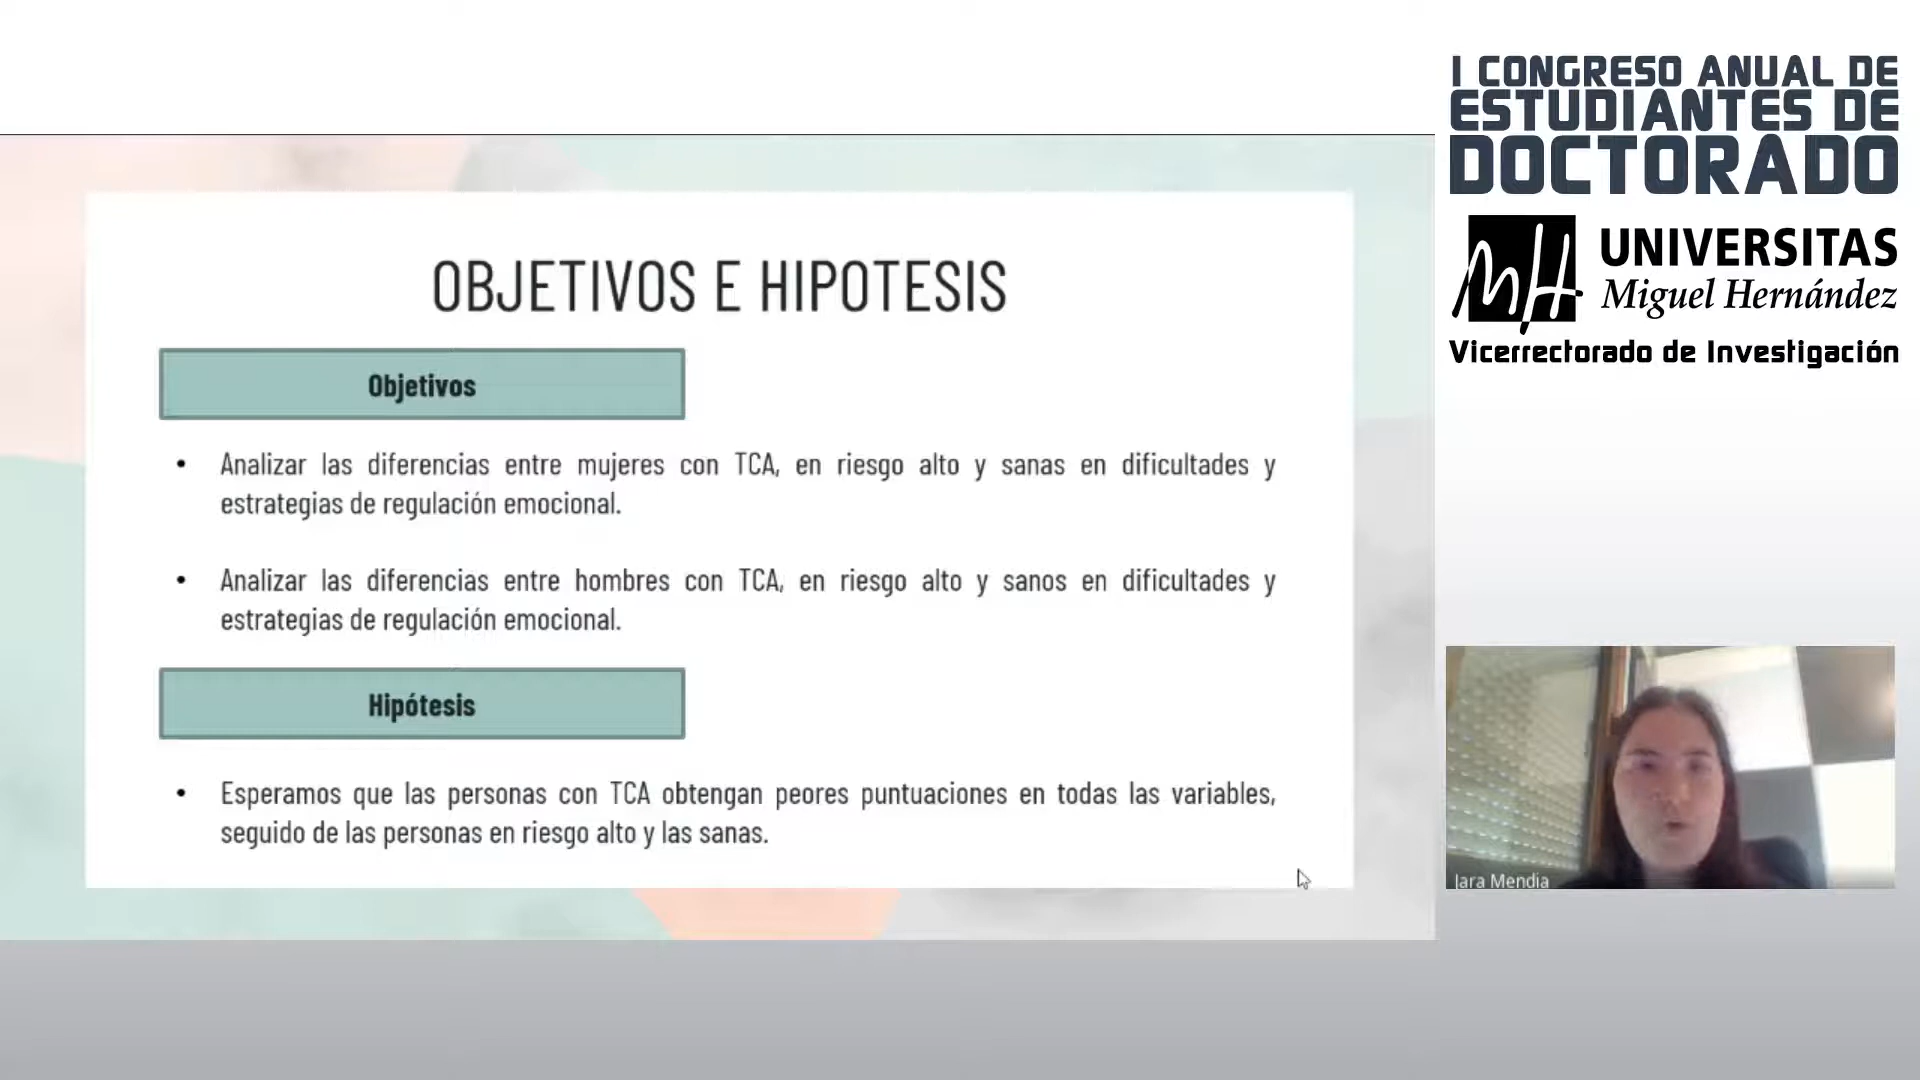 I CONGRESO ANUAL DE
ESTUDIANTES DE
DOCTORADO
UNIVERSITAS
Miguel Hernández
Vicerrectorado de Investigación
OBJETIVOS E HIPOTESIS
Objetivos
• Analizar las diferencias entre mujeres con TCA, en riesgo alto y sanas en dificultades y
estrategias de regulación emocional.
• Analizar las diferencias entre hombres con TCA, en riesgo alto y sanos en dificultades y
estrategias de regulación emocional.
Hipótesis
• Esperamos que las personas con TCA obtengan peores puntuaciones en todas las variables,
seguido de las personas en riesgo alto y las sanas.
Jara Mendia